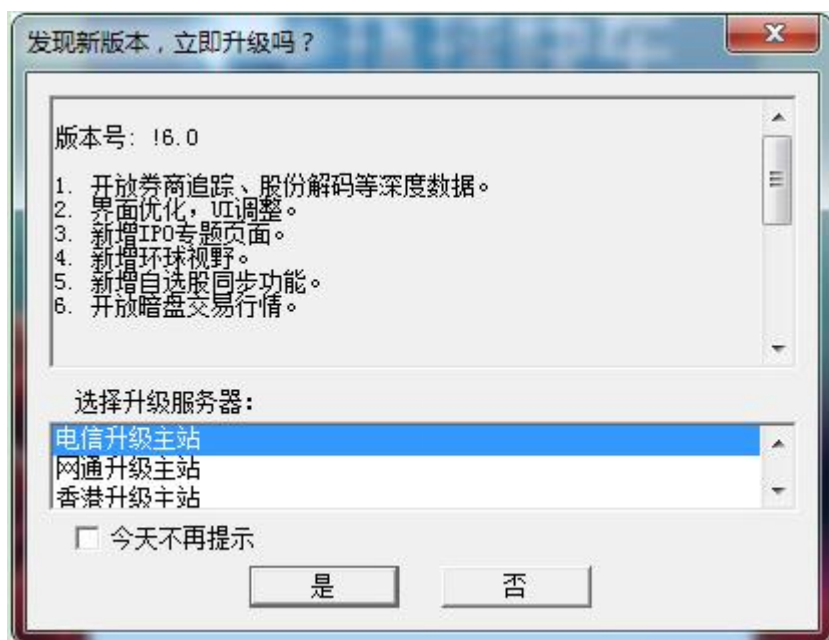 发现新版本，立即升级吗？
版本号: !6.0
1. 开放券商追踪、股份解码等深度数据。
2. 界面优化，UI调整。
3. 新增IPO专题页面。
4. 新增环球视野。
5. 新增自选股同步功能。
6. 开放暗盘交易行情。
选择升级服务器:
电信升级主站
网通升级主站
香港升级主站
今天不再提示
是
否